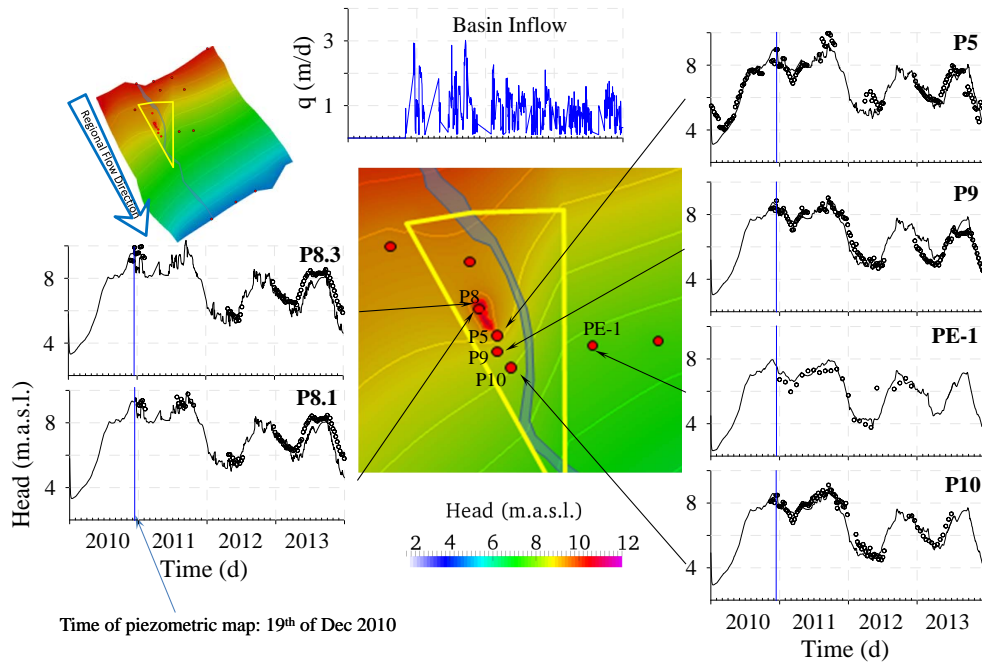 Basin Inflow
q (m/d)
3
1
Regional Flow Direction
P8.3
8
4
P8.1
8
4
Head (m.a.s.l.)
2010 2011 2012 2013
Time (d)
Time of piezometric map: 19th of Dec 2010
P8
P5
P9
P10
PE-1
Head (m.a.s.l.)
2 4 6 8 10 12
P5
8
4
P9
8
4
PE-1
8
4
P10
8
4
2010 2011 2012 2013
Time (d)